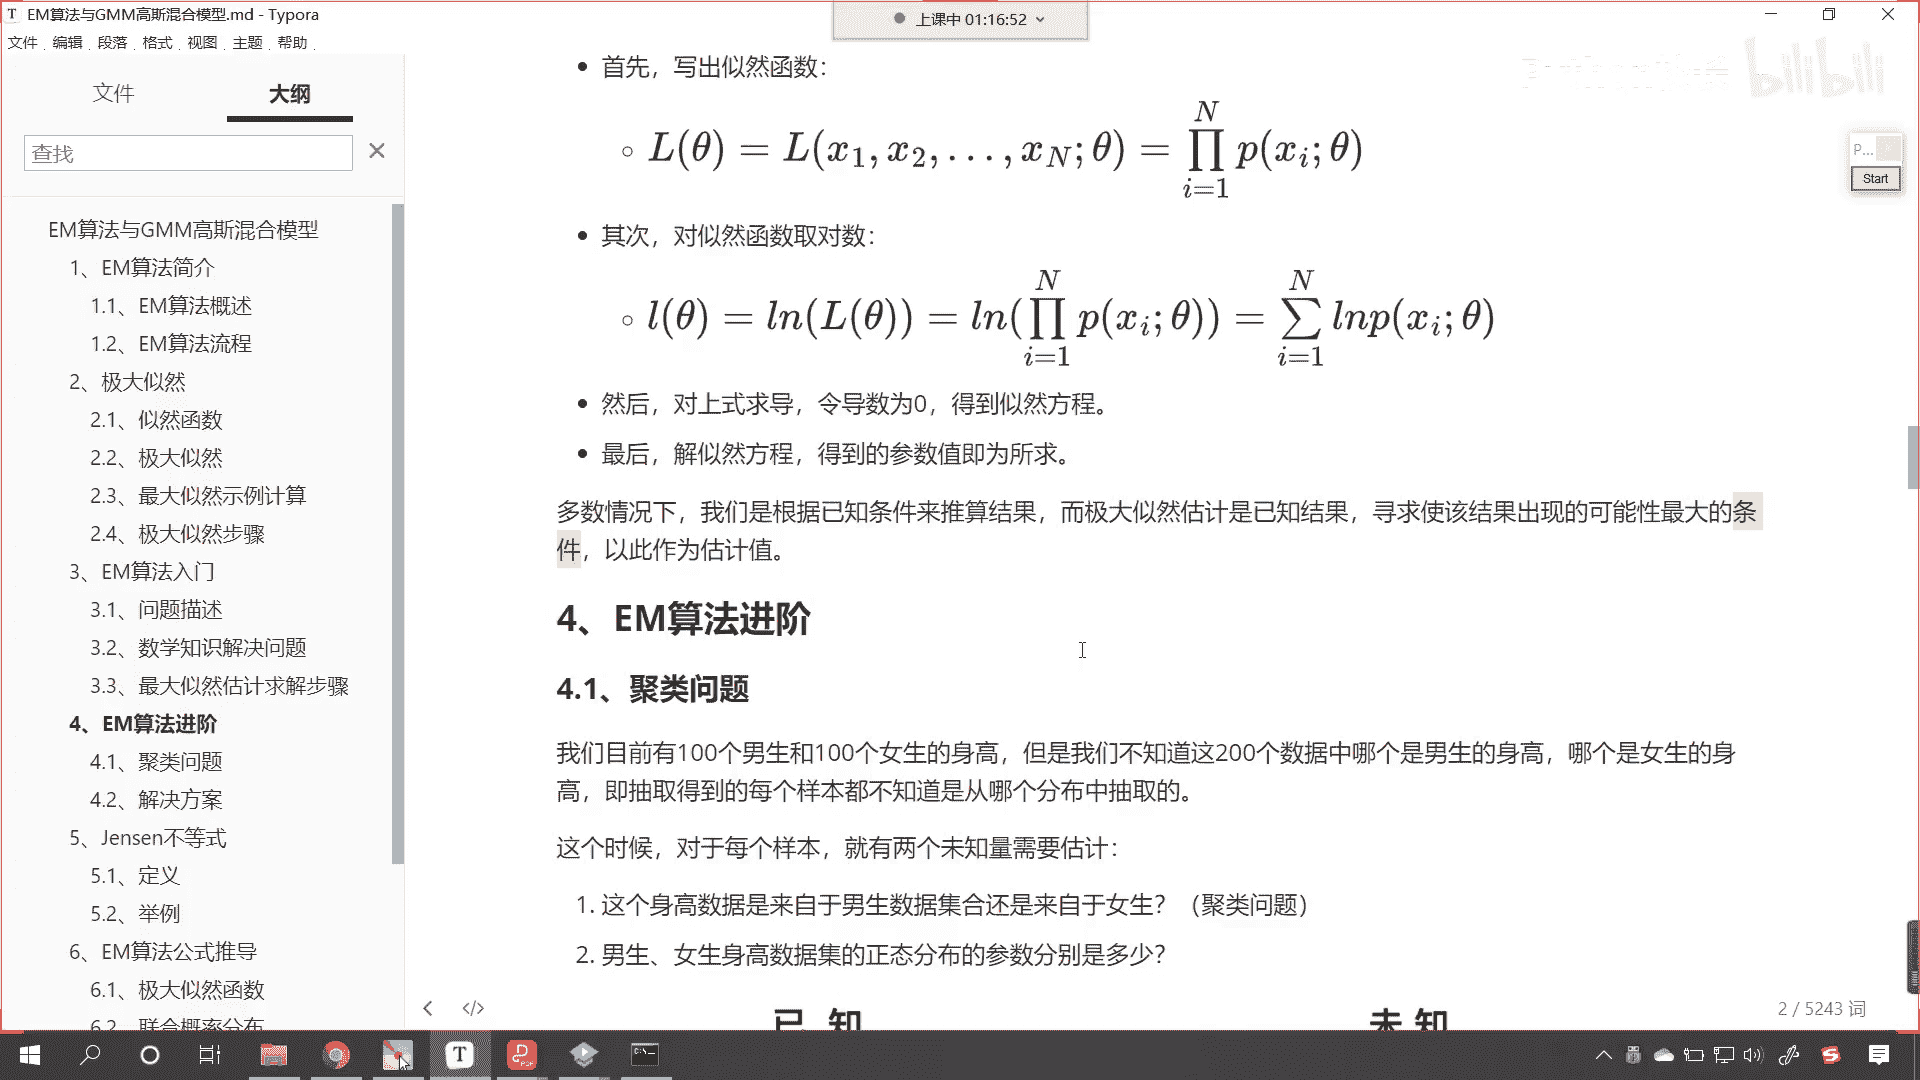 EM算法与GMM高斯混合模型.md - Typora
上课中 01:16:52
文件 编辑 段落 格式 视图 主题 帮助
bilibili
文件 大纲
查找
P...
Start
EM算法与GMM高斯混合模型
1、EM算法简介
1.1、EM算法概述
1.2、EM算法流程
2、极大似然
2.1、似然函数
2.2、极大似然
2.3、最大似然示例计算
2.4、极大似然步骤
3、EM算法入门
3.1、问题描述
3.2、数学知识解决问题
3.3、最大似然估计求解步骤
4、EM算法进阶
4.1、聚类问题
4.2、解决方案
5、Jensen不等式
5.1、定义
5.2、举例
6、EM算法公式推导
6.1、极大似然函数
6.2、联合概率分布
首先，写出似然函数：
L(θ) = L(x₁, x₂, ..., x_N; θ) = ∏_{i=1}^{N} p(x_i; θ)
其次，对似然函数取对数：
l(θ) = ln(L(θ)) = ln(∏_{i=1}^{N} p(x_i; θ)) = ∑_{i=1}^{N} lnp(x_i; θ)
然后，对上式求导，令导数为0，得到似然方程。
最后，解似然方程，得到的参数值即为所求。
多数情况下，我们是根据已知条件来推算结果，而极大似然估计是已知结果，寻求使该结果出现的可能性最大的条
件，以此作为估计值。
4、EM算法进阶
4.1、聚类问题
我们目前有100个男生和100个女生的身高，但是我们不知道这200个数据中哪个是男生的身高，哪个是女生的身
高，即抽取得到的每个样本都不知道是从哪个分布中抽取的。
这个时候，对于每个样本，就有两个未知量需要估计：
1. 这个身高数据是来自于男生数据集合还是来自于女生？（聚类问题）
2. 男生、女生身高数据集的正态分布的参数分别是多少？
已 知 未 知
2 / 5243 词